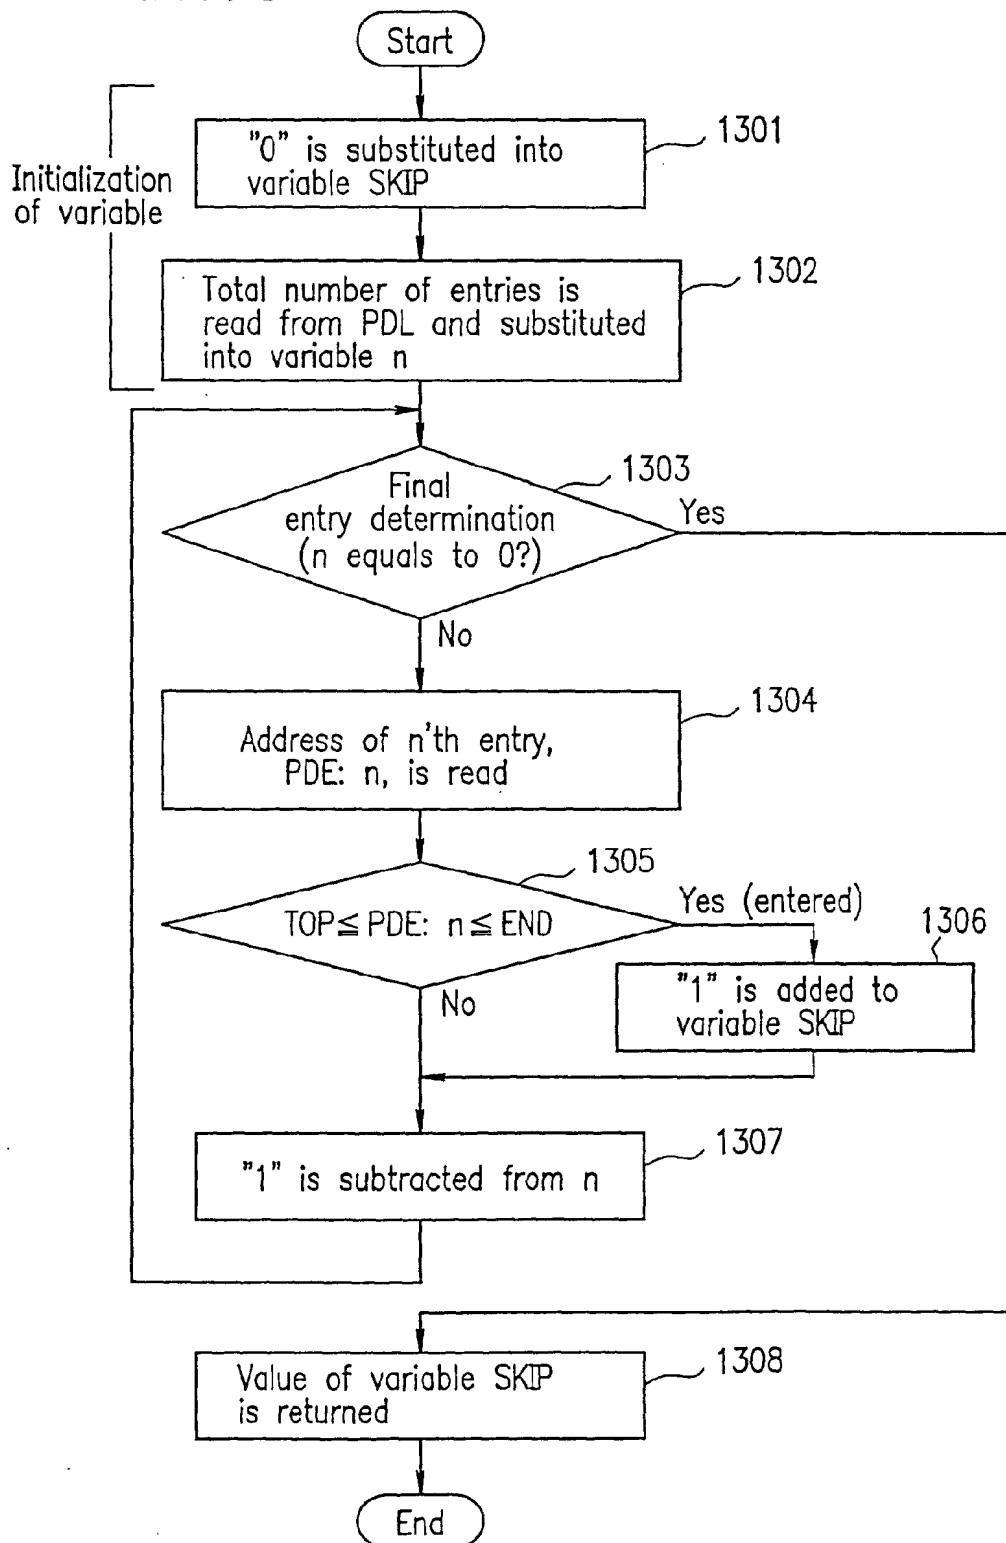 Start
1301
"0" is substituted into
variable SKIP
Initialization
of variable
1302
Total number of entries is
read from PDL and substituted
into variable n
1303
Final
entry determination
(n equals to 0?)
Yes
No
1304
Address of n'th entry,
PDE: n, is read
1305
TOP≦ PDE: n≦ END
Yes (entered)
1306
"1" is added to
variable SKIP
No
1307
"1" is subtracted from n
1308
Value of variable SKIP
is returned
End